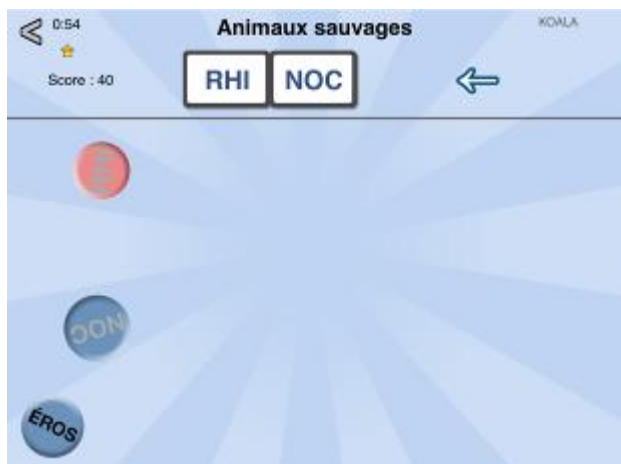 0:54
Animaux sauvages
KOALA
Score : 40
RHI NOC
NOC
ÉROS